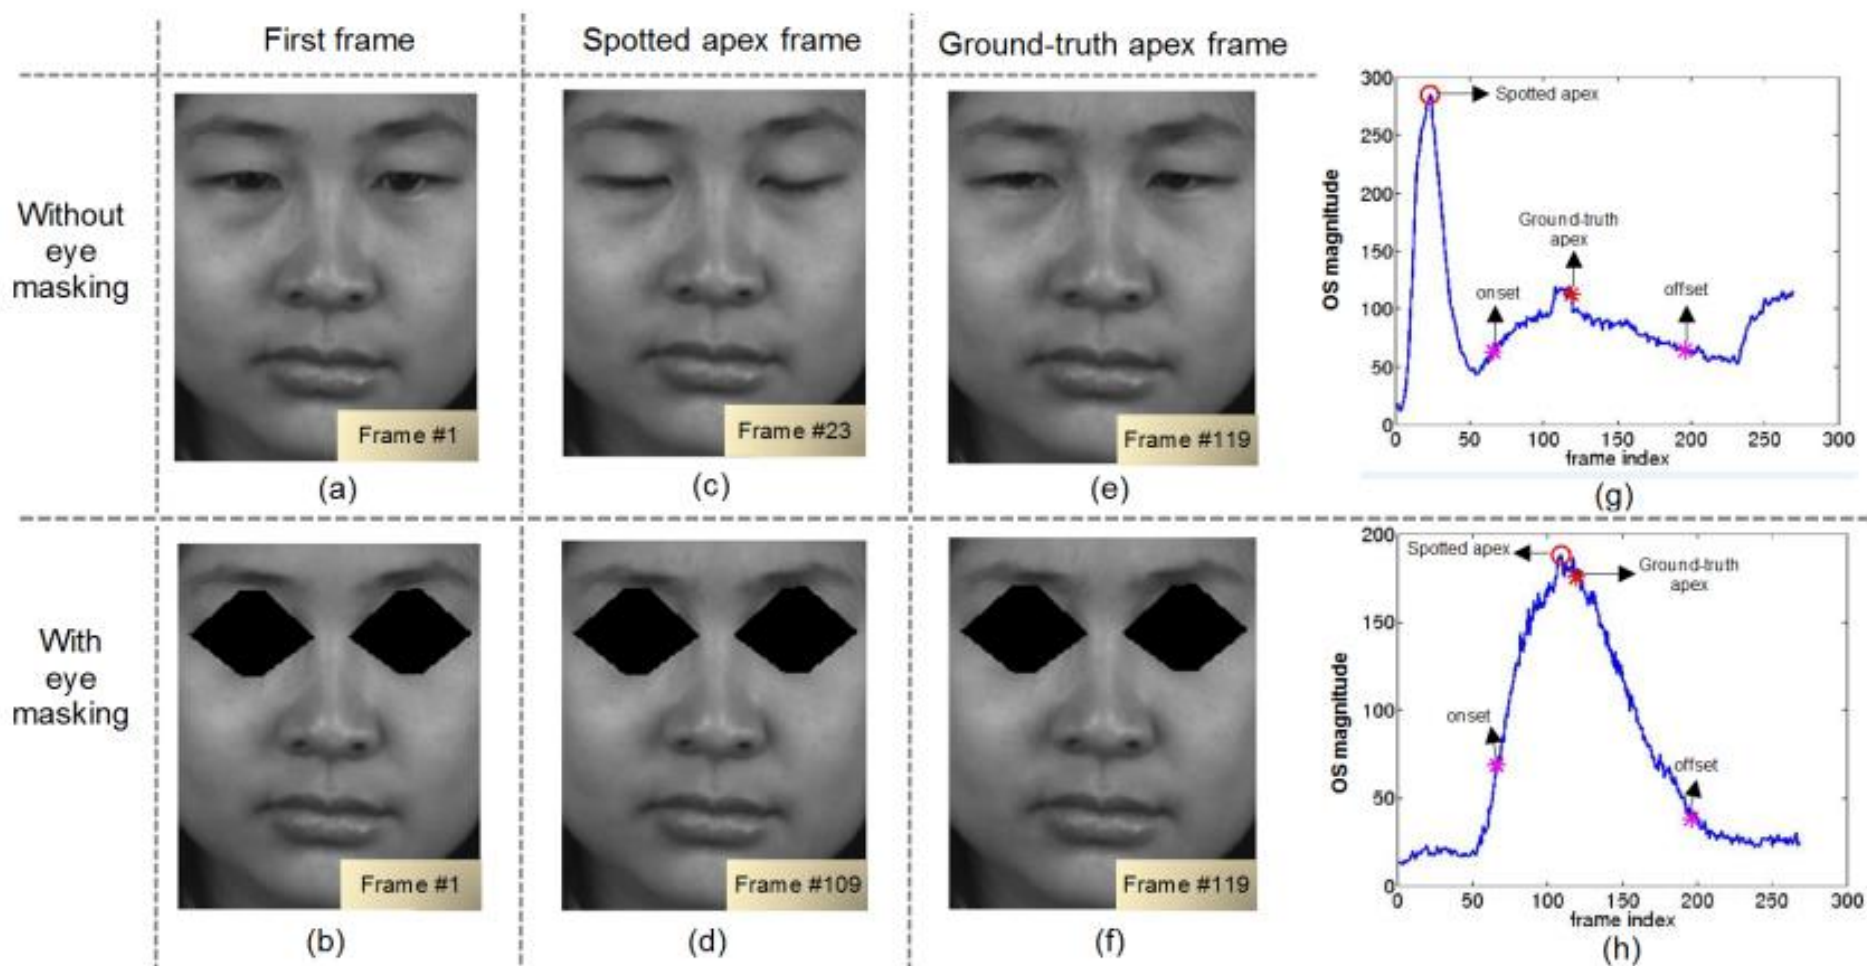 First frame
Spotted apex frame
Ground-truth apex frame
Without
eye
masking
Frame #1
(a)
Frame #23
(c)
Frame #119
(e)
300
250
200
150
100
50
0
OS magnitude
Spotted apex
Ground-truth
apex
onset
offset
0
50
100
150
200
250
300
frame index
(g)
With
eye
masking
Frame #1
(b)
Frame #109
(d)
Frame #119
(f)
200
150
100
50
0
OS magnitude
Spotted apex
Ground-truth
apex
onset
offset
0
50
100
150
200
250
300
frame index
(h)